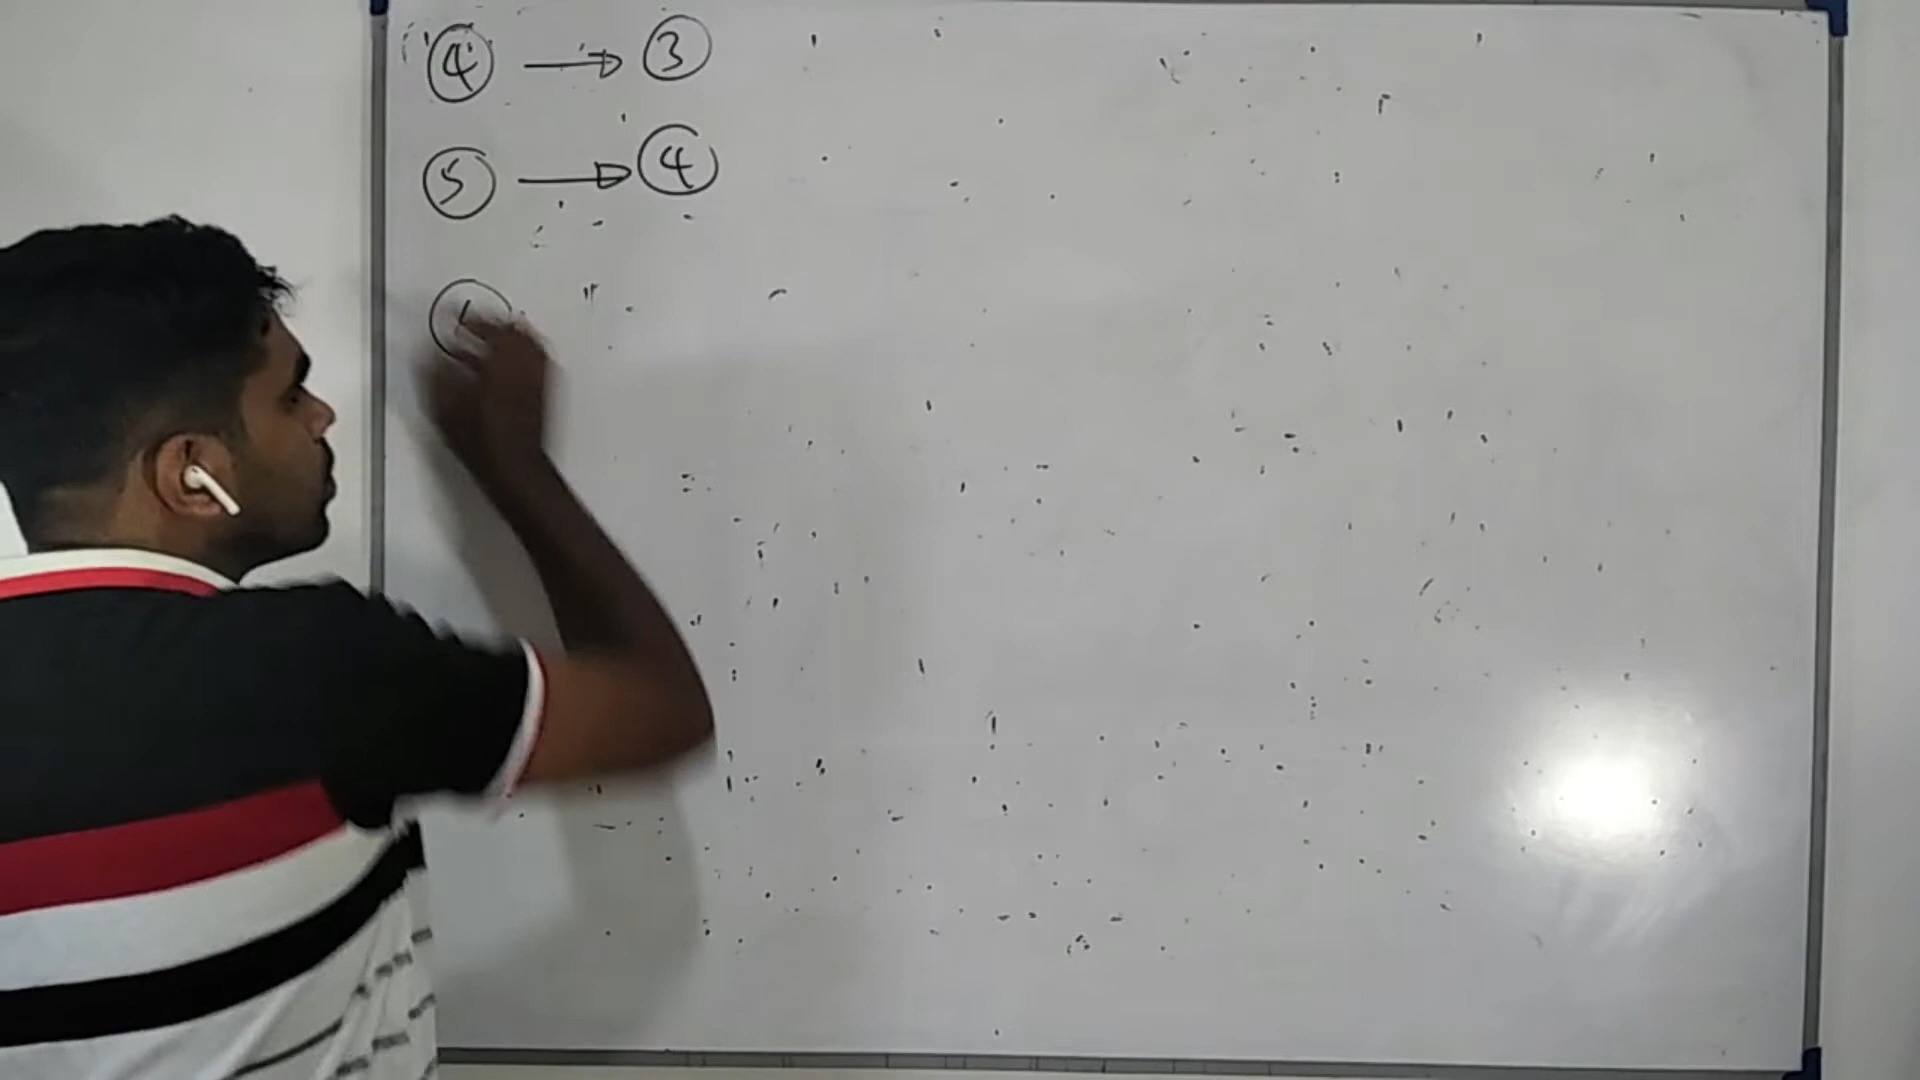 ④ → ③
⑤ → ④